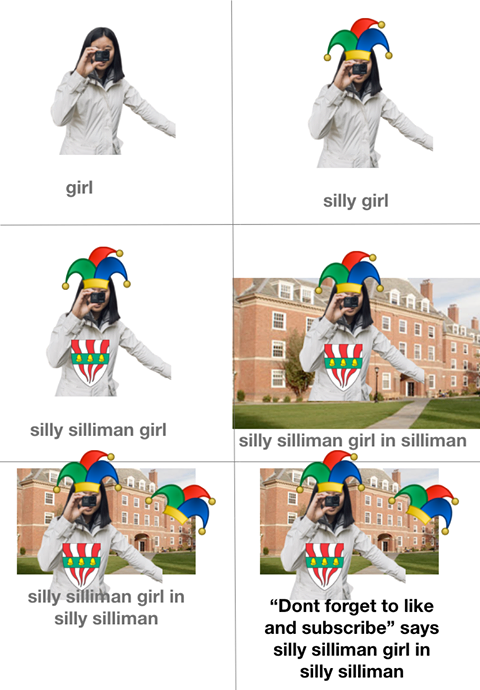 girl
silly girl
silly silliman girl
silly silliman girl in silliman
silly silliman girl in
silly silliman
“Dont forget to like
and subscribe” says
silly silliman girl in
silly silliman